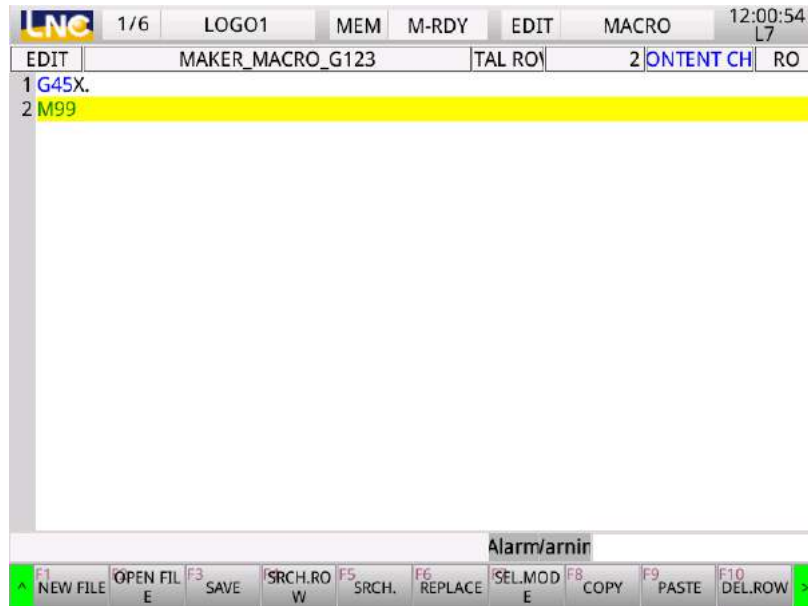 LNC 1/6 LOGO1 MEM M-RDY EDIT MACRO 12:00:54
L7
EDIT MAKER_MACRO_G123 TAL ROW 2 ONTENT CH RO
1 G45X.
2 M99
Alarm/arnin
^ F1 NEW FILE OPEN FIL
E F3 SAVE SRCH.RO
W F5 SRCH. F6 REPLACE SEL.MOD
E F8 COPY F9 PASTE F10 DEL.ROW >